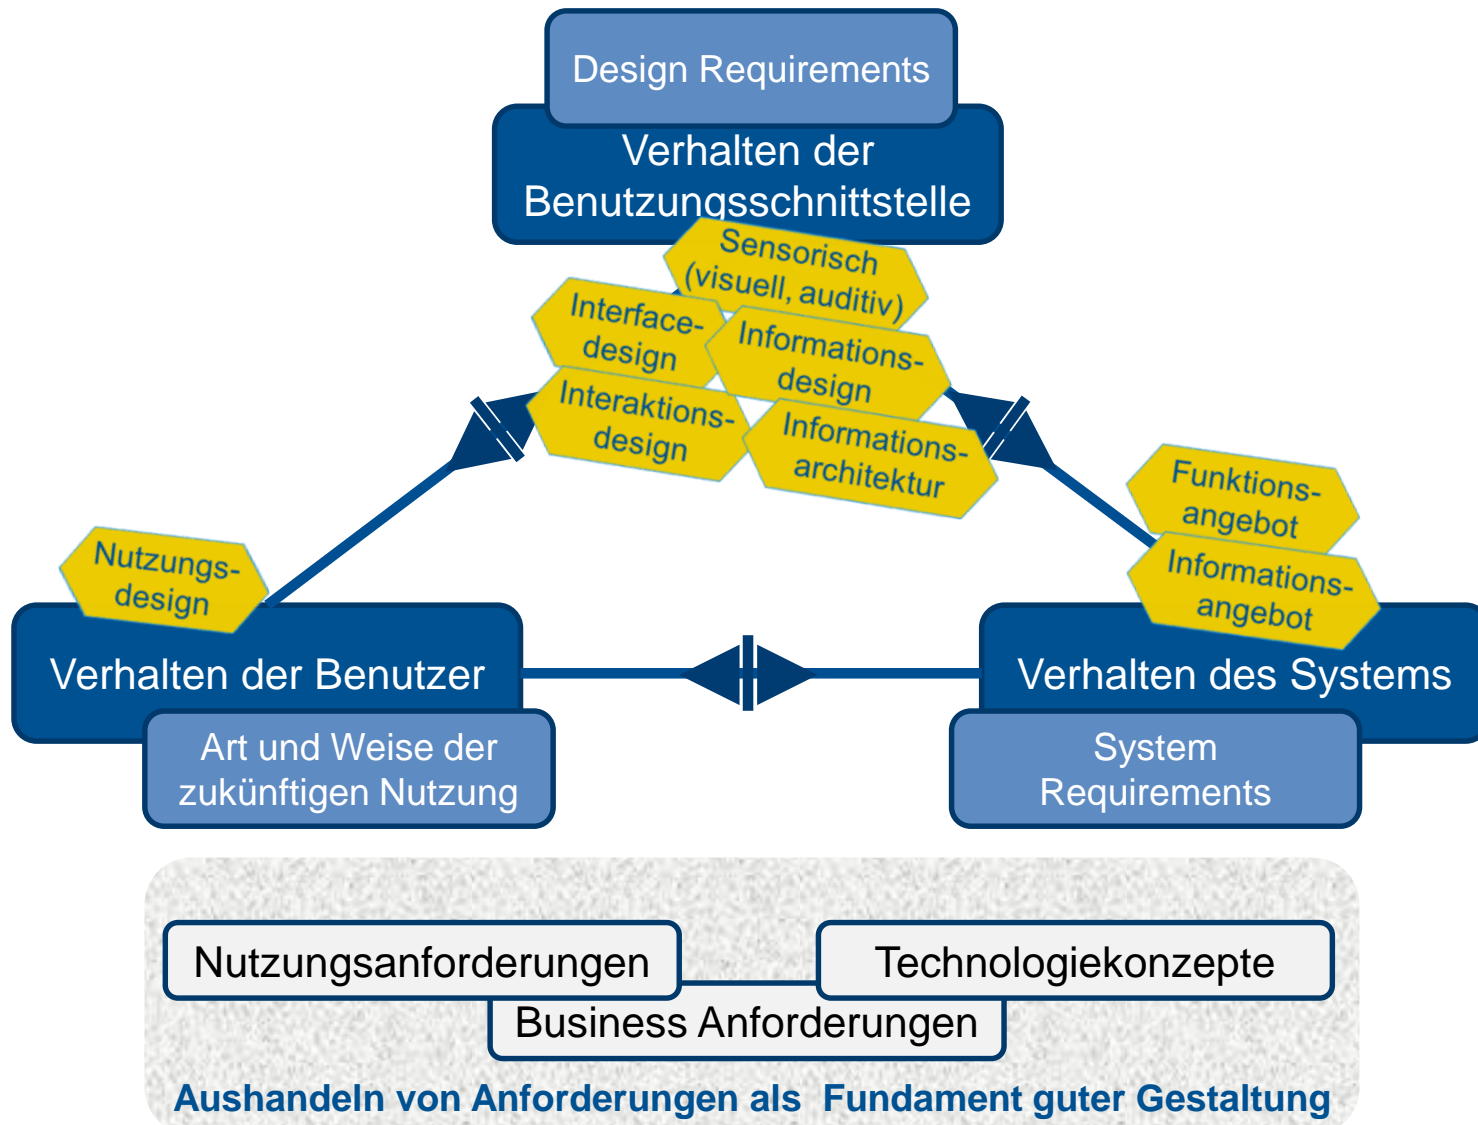 Design Requirements
Verhalten der
Benutzungsschnittstelle
Sensorisch
(visuell, auditiv)
Interface-
design
Informations-
design
Interaktions-
design
Informations-
architektur
Funktions-
angebot
Informations-
angebot
Nutzungs-
design
Verhalten der Benutzer
Verhalten des Systems
Art und Weise der
zukünftigen Nutzung
System
Requirements
Nutzungsanforderungen
Technologiekonzepte
Business Anforderungen
Aushandeln von Anforderungen als Fundament guter Gestaltung